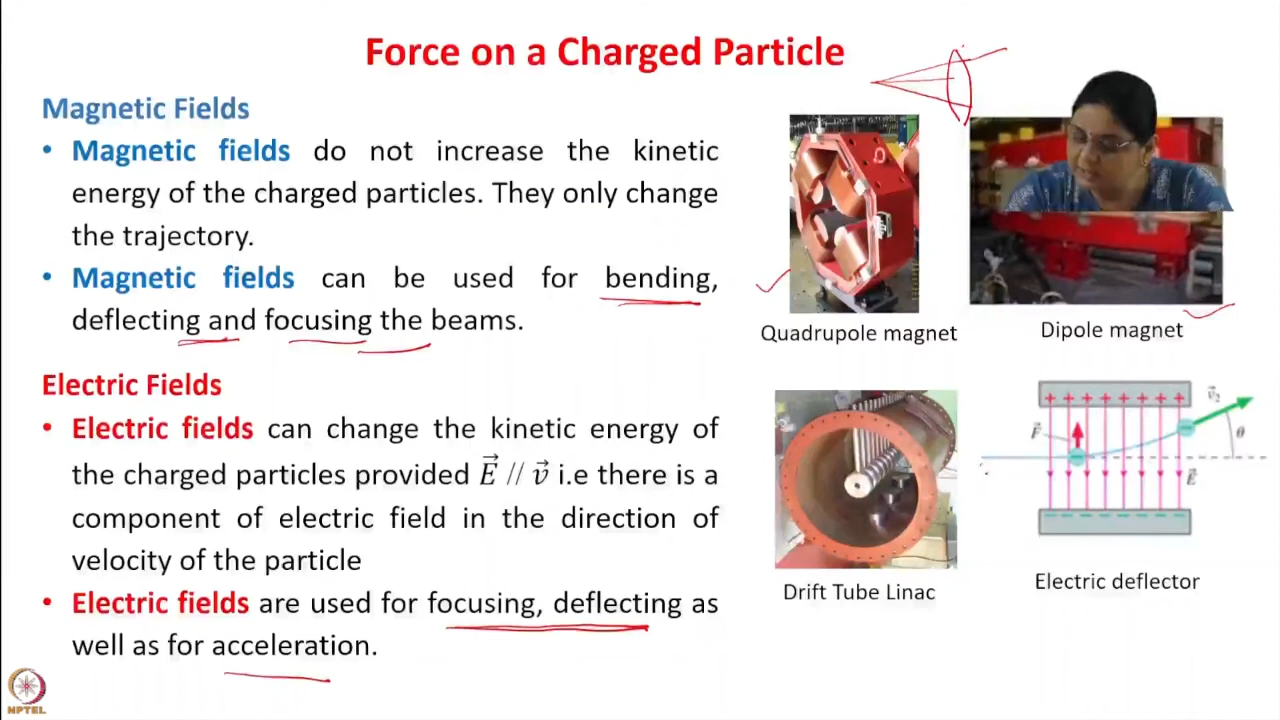 Force on a Charged Particle
Magnetic Fields
• Magnetic fields do not increase the kinetic
energy of the charged particles. They only change
the trajectory.
• Magnetic fields can be used for bending,
deflecting and focusing the beams.
Electric Fields
• Electric fields can change the kinetic energy of
the charged particles provided E⃗ // v⃗ i.e there is a
component of electric field in the direction of
velocity of the particle
• Electric fields are used for focusing, deflecting as
well as for acceleration.
Quadrupole magnet
Dipole magnet
Drift Tube Linac
+ + + + + + + +
v⃗₂
F⃗
θ
E⃗
− − − − − − − −
Electric deflector
NPTEL